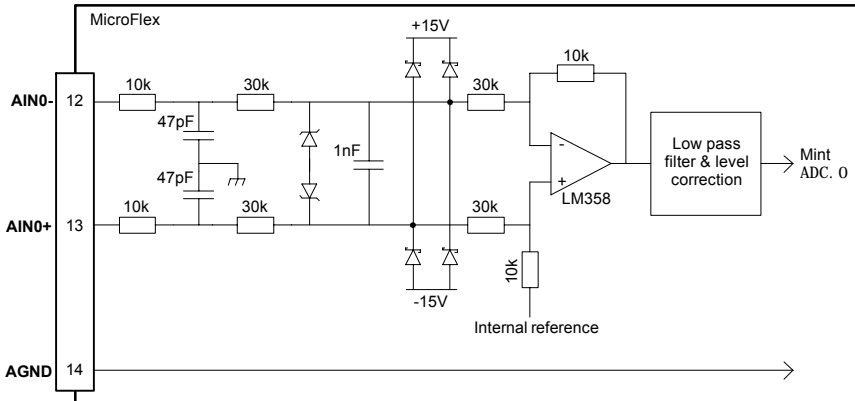 MicroFlex
+15V
10k
30k
30k
10k
AIN0-
12
47pF
1nF
Low pass
filter & level
correction
Mint
ADC. 0
-
+
LM358
47pF
10k
30k
30k
AIN0+
13
10k
-15V
Internal reference
AGND
14